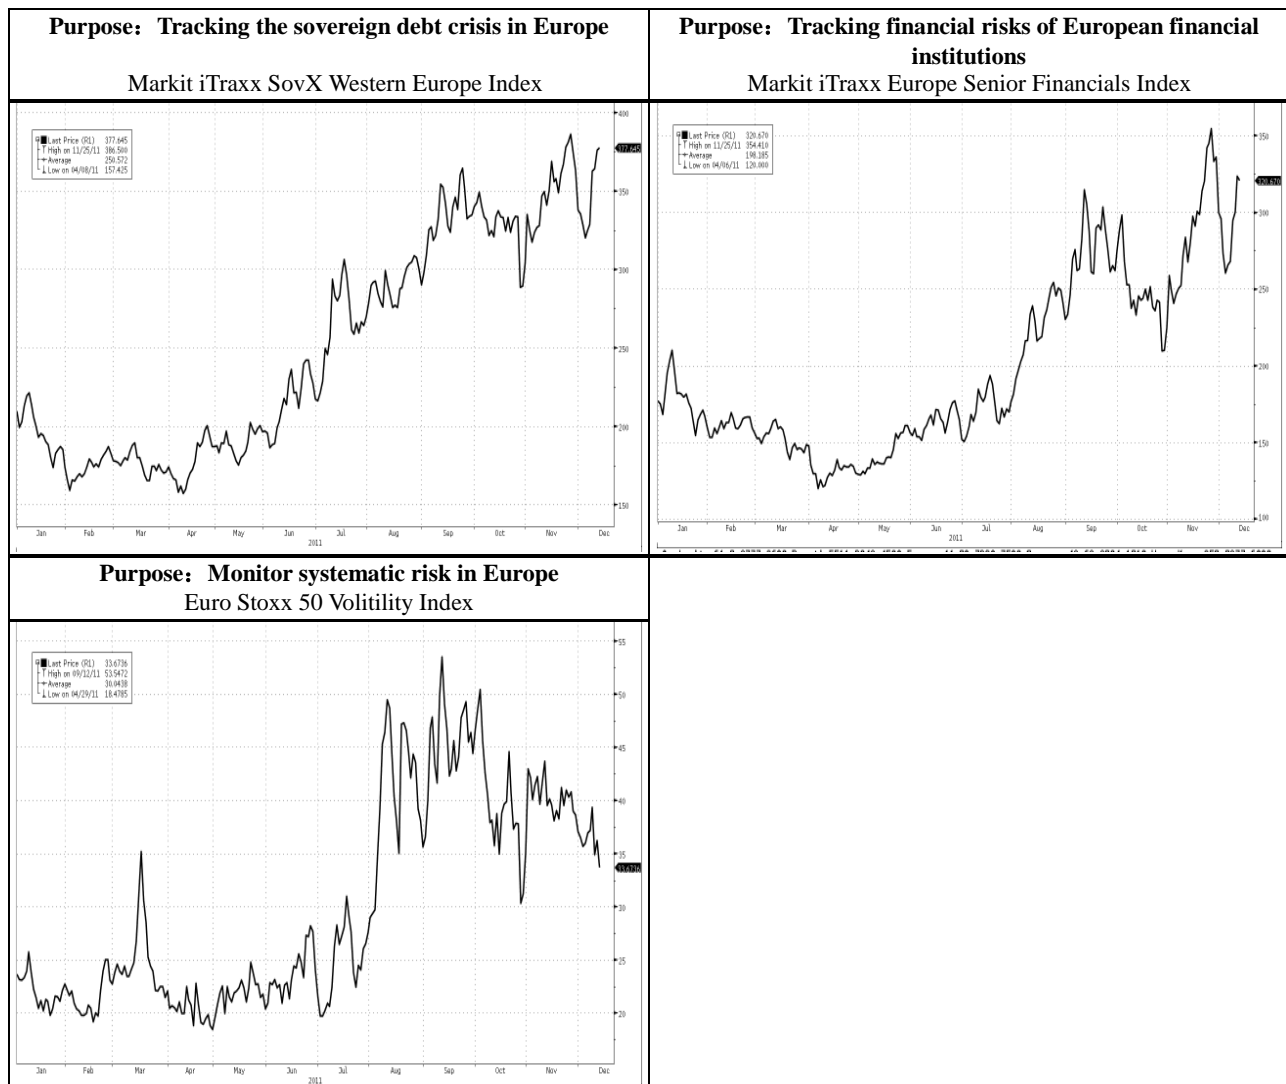 Purpose：Tracking the sovereign debt crisis in Europe
Markit iTraxx SovX Western Europe Index
Purpose：Tracking financial risks of European financial
institutions
Markit iTraxx Europe Senior Financials Index
Last Price (R1) 377.645
High on 11/25/11 386.500
Average 250.572
Low on 04/08/11 157.425
400
377.645
350
300
250
200
150
Jan Feb Mar Apr May Jun Jul Aug Sep Oct Nov Dec
2011
Last Price (R1) 320.670
High on 11/25/11 354.410
Average 198.185
Low on 04/06/11 120.000
350
320.670
300
250
200
150
100
Jan Feb Mar Apr May Jun Jul Aug Sep Oct Nov Dec
2011
Purpose：Monitor systematic risk in Europe
Euro Stoxx 50 Volitility Index
Last Price (R1) 33.6736
High on 09/12/11 53.5472
Average 30.0438
Low on 04/29/11 18.4785
55
50
45
40
35
33.6736
30
25
20
Jan Feb Mar Apr May Jun Jul Aug Sep Oct Nov Dec
2011